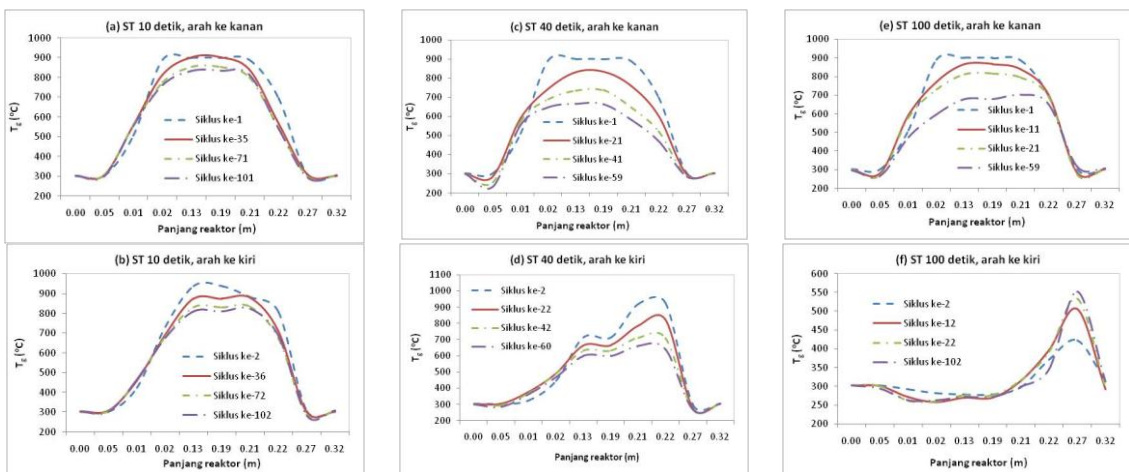 (a) ST 10 detik, arah ke kanan
1000
900
800
700
600
500
400
300
200
Tg (°C)
Siklus ke-1
Siklus ke-35
Siklus ke-71
Siklus ke-101
0.00 0.05 0.01 0.02 0.13 0.19 0.21 0.22 0.27 0.32
Panjang reaktor (m)
(c) ST 40 detik, arah ke kanan
1000
900
800
700
600
500
400
300
200
Tg (°C)
Siklus ke-1
Siklus ke-21
Siklus ke-41
Siklus ke-59
0.00 0.05 0.01 0.02 0.13 0.19 0.21 0.22 0.27 0.32
Panjang reaktor (m)
(e) ST 100 detik, arah ke kanan
1000
900
800
700
600
500
400
300
200
Tg (°C)
Siklus ke-1
Siklus ke-11
Siklus ke-21
Siklus ke-59
0.00 0.05 0.01 0.02 0.13 0.19 0.21 0.22 0.27 0.32
Panjang reaktor (m)
(b) ST 10 detik, arah ke kiri
1000
900
800
700
600
500
400
300
200
Tg (°C)
Siklus ke-2
Siklus ke-36
Siklus ke-72
Siklus ke-102
0.00 0.05 0.01 0.02 0.13 0.19 0.21 0.22 0.27 0.32
Panjang reaktor (m)
(d) ST 40 detik, arah ke kiri
1100
1000
900
800
700
600
500
400
300
200
Tg (°C)
Siklus ke-2
Siklus ke-22
Siklus ke-42
Siklus ke-60
0.00 0.05 0.01 0.02 0.13 0.19 0.21 0.22 0.27 0.32
Panjang reaktor (m)
(f) ST 100 detik, arah ke kiri
600
550
500
450
400
350
300
250
200
Tg (°C)
Siklus ke-2
Siklus ke-12
Siklus ke-22
Siklus ke-102
0.00 0.05 0.01 0.02 0.13 0.19 0.21 0.22 0.27 0.32
Panjang reaktor (m)